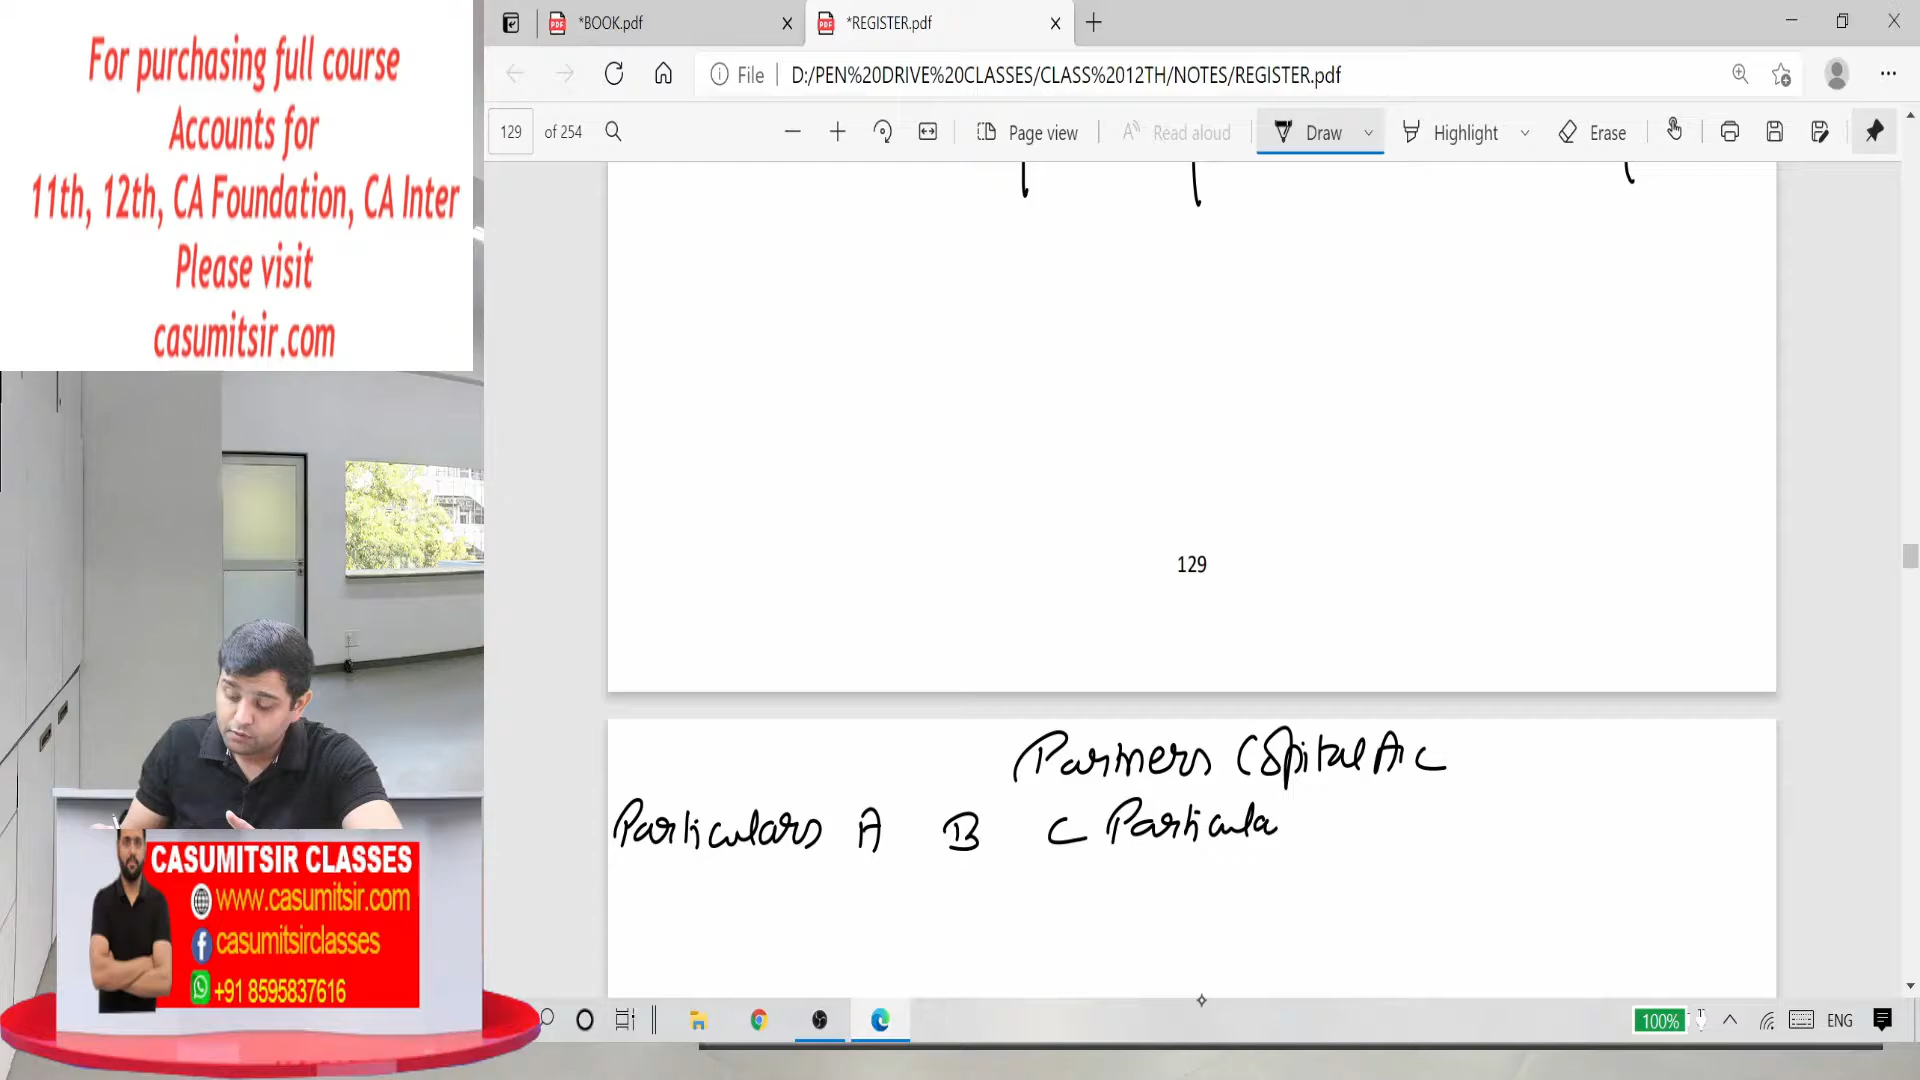 For purchasing full course
Accounts for
11th, 12th, CA Foundation, CA Inter
Please visit
casumitsir.com
*BOOK.pdf
*REGISTER.pdf
File
D:/PEN%20DRIVE%20CLASSES/CLASS%2012TH/NOTES/REGISTER.pdf
129 of 254
Page view
Read aloud
Draw
Highlight
Erase
129
Partners Capital A/C
Particulars A B C Particula
CASUMITSIR CLASSES
www.casumitsir.com
casumitsirclasses
+91 8595837616
100%
ENG